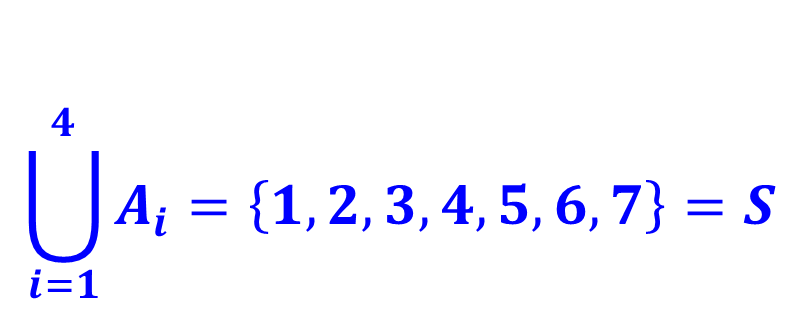 4
⋃ A_i = {1, 2, 3, 4, 5, 6, 7} = S
i=1